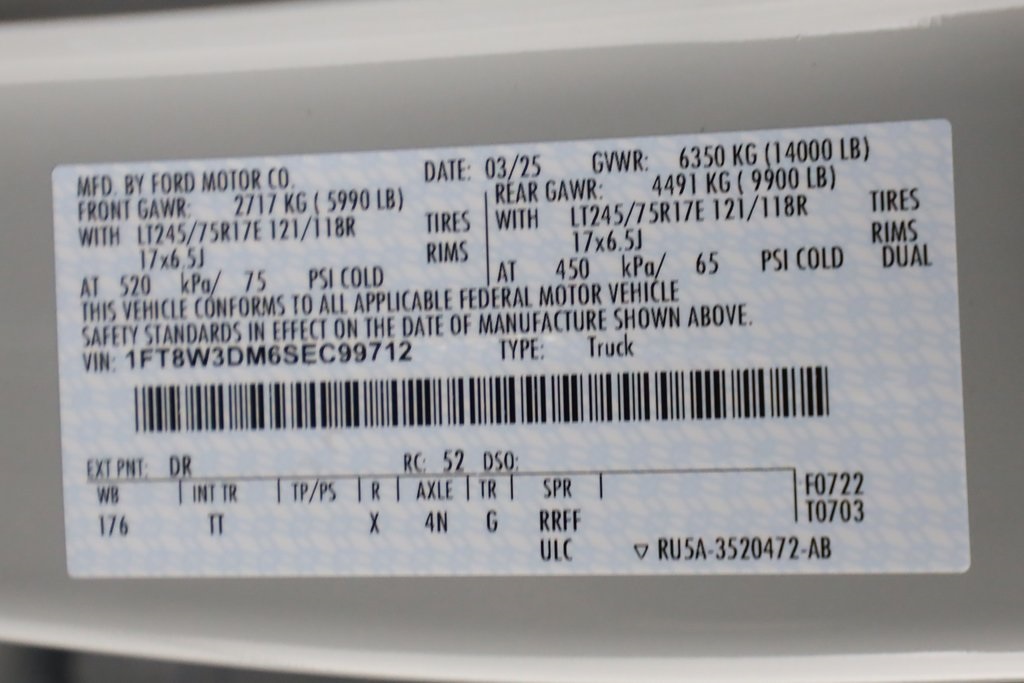 MFD. BY FORD MOTOR CO. DATE: 03/25 GVWR: 6350 KG (14000 LB)
FRONT GAWR: 2717 KG ( 5990 LB) REAR GAWR: 4491 KG ( 9900 LB)
WITH LT245/75R17E 121/118R TIRES WITH LT245/75R17E 121/118R TIRES
17x6.5J RIMS 17x6.5J RIMS
AT 520 kPa/ 75 PSI COLD AT 450 kPa/ 65 PSI COLD DUAL
THIS VEHICLE CONFORMS TO ALL APPLICABLE FEDERAL MOTOR VEHICLE
SAFETY STANDARDS IN EFFECT ON THE DATE OF MANUFACTURE SHOWN ABOVE.
VIN: 1FT8W3DM6SEC99712 TYPE: Truck
EXT PNT: DR RC: 52 DSO:
WB INT TR TP/PS R AXLE TR SPR F0722
176 TT X 4N G RRFF T0703
ULC ▽ RU5A-3520472-AB